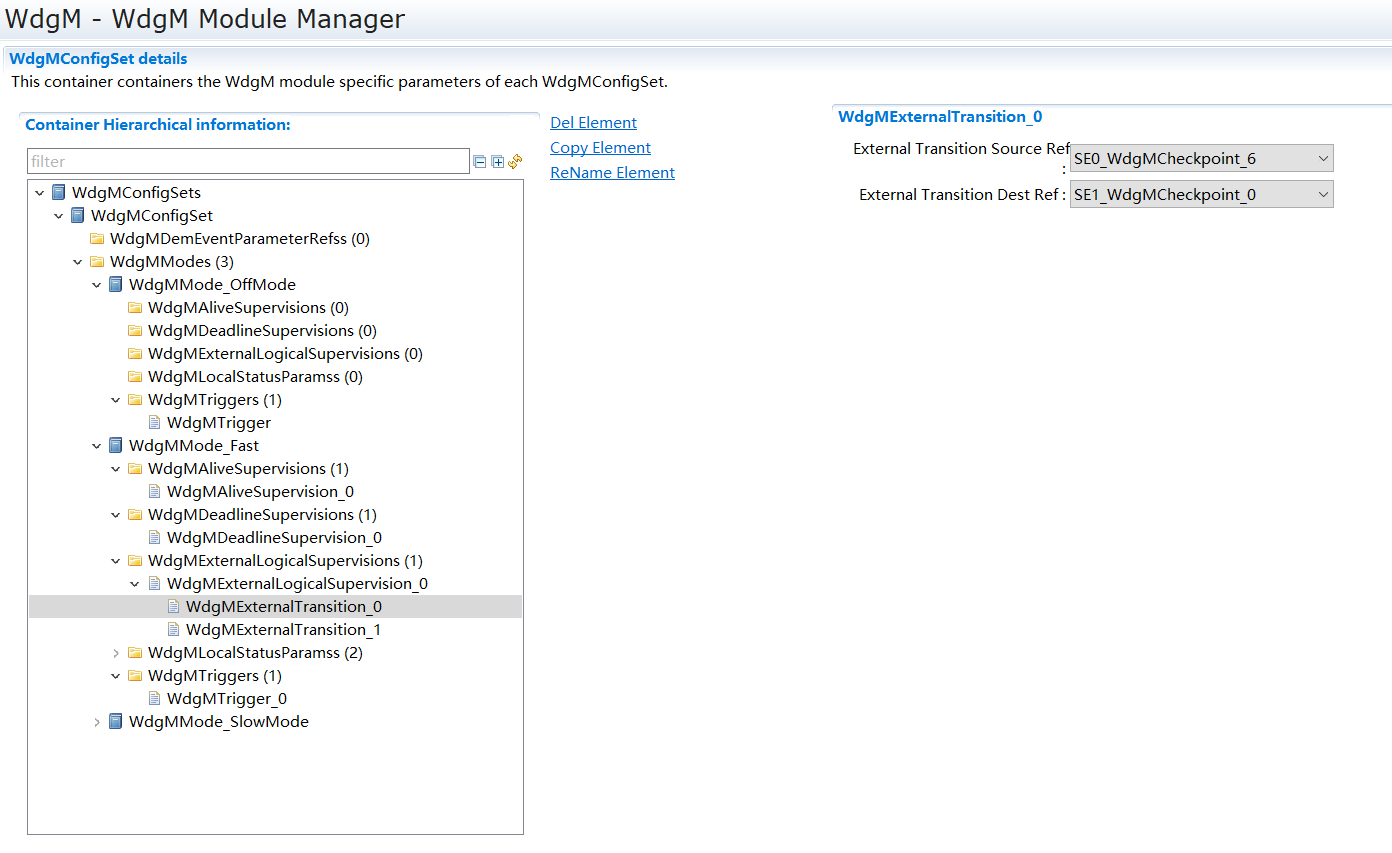 WdgM - WdgM Module Manager
WdgMConfigSet details
This container containers the WdgM module specific parameters of each WdgMConfigSet.
Container Hierarchical information:
filter
WdgMConfigSets
WdgMConfigSet
WdgMDemEventParameterRefss (0)
WdgMModes (3)
WdgMMode_OffMode
WdgMAliveSupervisions (0)
WdgMDeadlineSupervisions (0)
WdgMExternalLogicalSupervisions (0)
WdgMLocalStatusParamss (0)
WdgMTriggers (1)
WdgMTrigger
WdgMMode_Fast
WdgMAliveSupervisions (1)
WdgMAliveSupervision_0
WdgMDeadlineSupervisions (1)
WdgMDeadlineSupervision_0
WdgMExternalLogicalSupervisions (1)
WdgMExternalLogicalSupervision_0
WdgMExternalTransition_0
WdgMExternalTransition_1
WdgMLocalStatusParamss (2)
WdgMTriggers (1)
WdgMTrigger_0
WdgMMode_SlowMode
Del Element
Copy Element
ReName Element
WdgMExternalTransition_0
External Transition Source Ref
:
SE0_WdgMCheckpoint_6
External Transition Dest Ref : SE1_WdgMCheckpoint_0